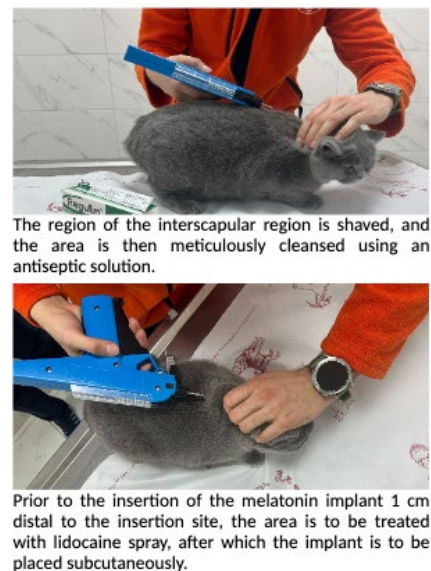 Regulin
The region of the interscapular region is shaved, and
the area is then meticulously cleansed using an
antiseptic solution.
Prior to the insertion of the melatonin implant 1 cm
distal to the insertion site, the area is to be treated
with lidocaine spray, after which the implant is to be
placed subcutaneously.